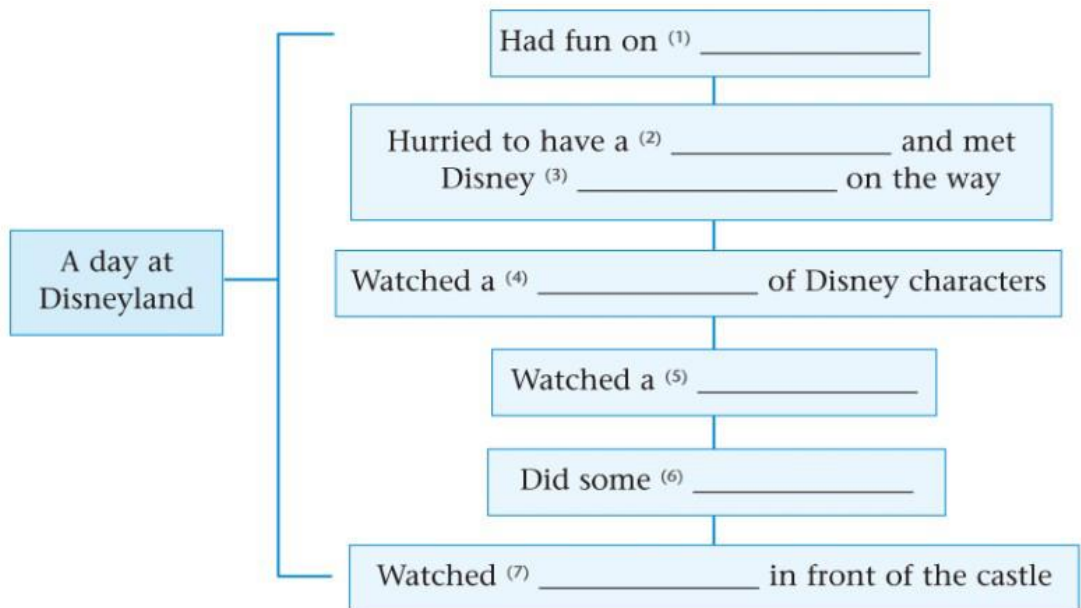 Had fun on (1) _______________
Hurried to have a (2) _______________ and met
Disney (3) _______________ on the way
A day at
Disneyland
Watched a (4) _______________ of Disney characters
Watched a (5) _______________
Did some (6) _______________
Watched (7) _______________ in front of the castle